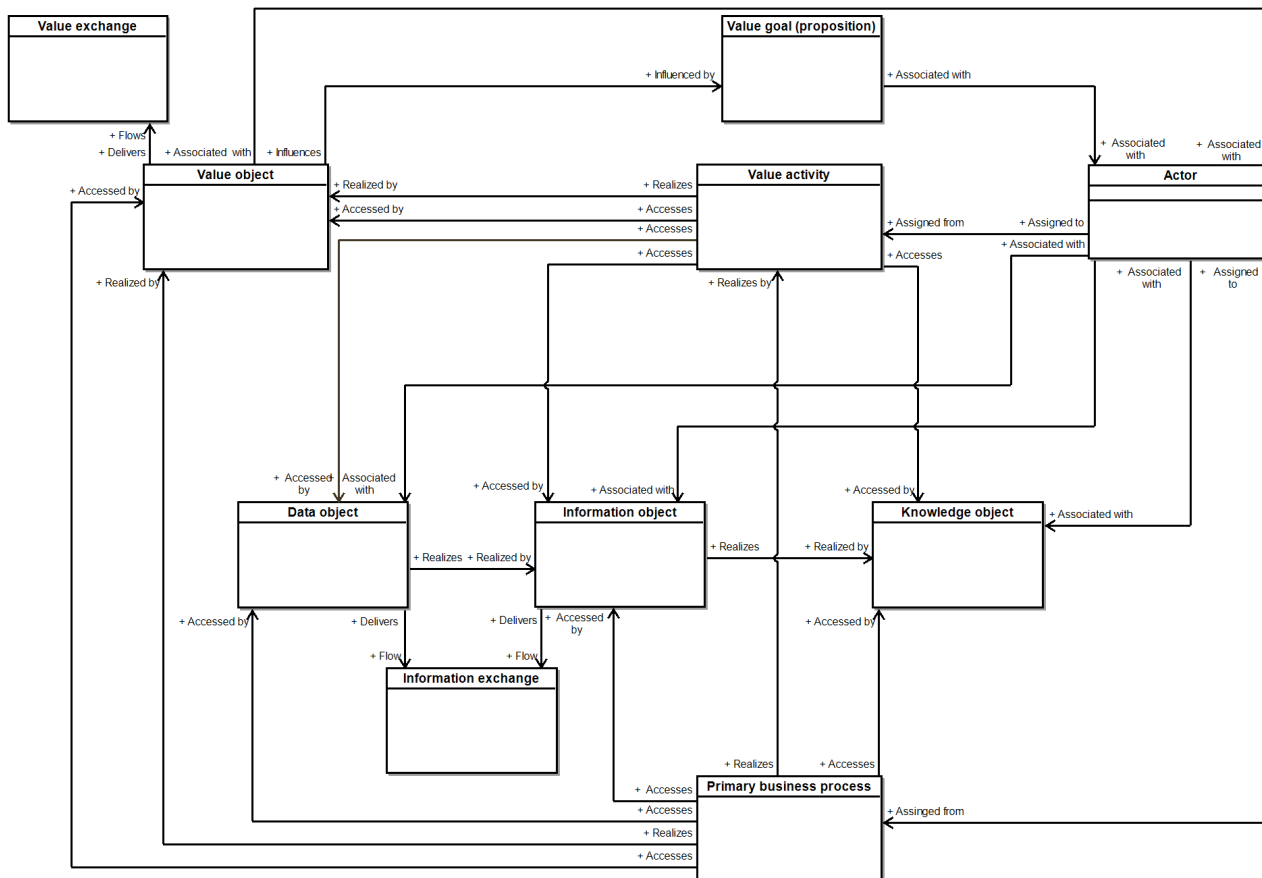 Value exchange
Value goal (proposition)
+ Influenced by
+ Associated with
+ Flows
+ Delivers
+ Associated  with
+ Influences
+ Associated
with
+ Associated
with
Value object
Value activity
Actor
+ Accessed by
+ Realized by
+ Realizes
+ Accessed by
+ Accesses
+ Accesses
+ Assigned from
+ Assigned to
+ Accesses
+ Accesses
+ Associated with
+ Realized by
+ Realizes by
+ Associated
with
+ Assigned
to
+ Accessed
by
+ Associated
with
+ Accessed by
+ Associated with
+ Accessed by
Data object
Information object
Knowledge object
+ Associated with
+ Realizes
+ Realized by
+ Realizes
+ Realized by
+ Accessed by
+ Delivers
+ Delivers
+ Accessed
by
+ Accessed by
+ Flow
+ Flow
Information exchange
+ Realizes
+ Accesses
Primary business process
+ Accesses
+ Accesses
+ Assinged from
+ Realizes
+ Accesses